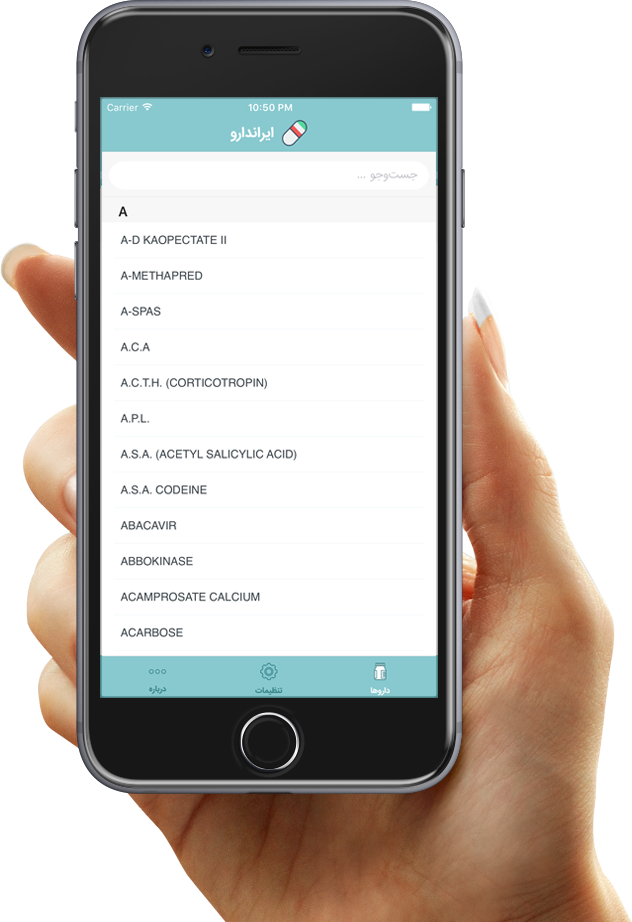 Carrier 10:50 PM
ایراندارو
جست‌وجو ...
A
A-D KAOPECTATE II
A-METHAPRED
A-SPAS
A.C.A
A.C.T.H. (CORTICOTROPIN)
A.P.L.
A.S.A. (ACETYL SALICYLIC ACID)
A.S.A. CODEINE
ABACAVIR
ABBOKINASE
ACAMPROSATE CALCIUM
ACARBOSE
داروها تنظیمات درباره